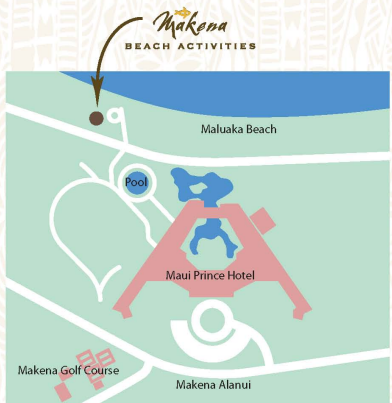 Makena
BEACH ACTIVITIES
Maluaka Beach
Pool
Maui Prince Hotel
Makena Golf Course
Makena Alanui